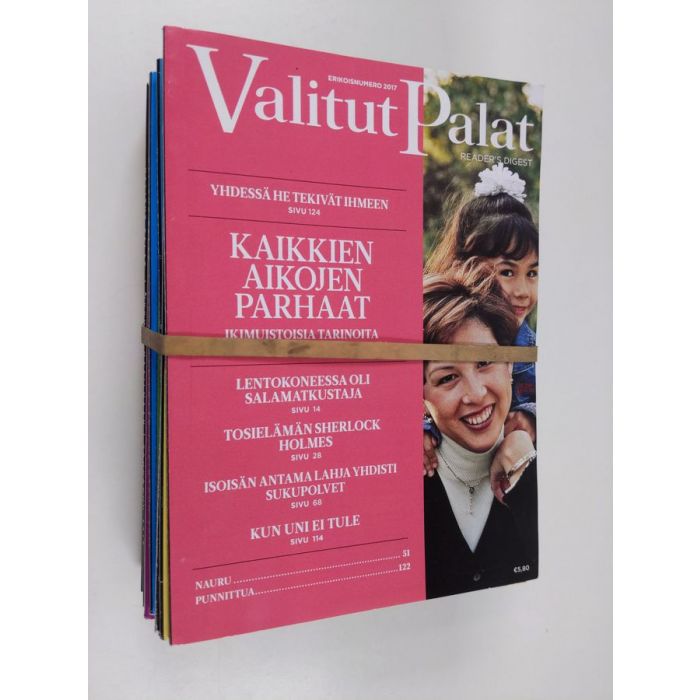 ERIKOISNUMERO 2017
Valitut Palat
READER'S DIGEST
YHDESSÄ HE TEKIVÄT IHMEEN
SIVU 124
KAIKKIEN
AIKOJEN
PARHAAT
IKIMUISTOISIA TARINOITA
LENTOKONEESSA OLI
SALAMATKUSTAJA
SIVU 14
TOSIELÄMÄN SHERLOCK
HOLMES
SIVU 28
ISOISÄN ANTAMA LAHJA YHDISTI
SUKUPOLVET
SIVU 68
KUN UNI EI TULE
SIVU 114
NAURU 51
PUNNITTUA 122
€5,80